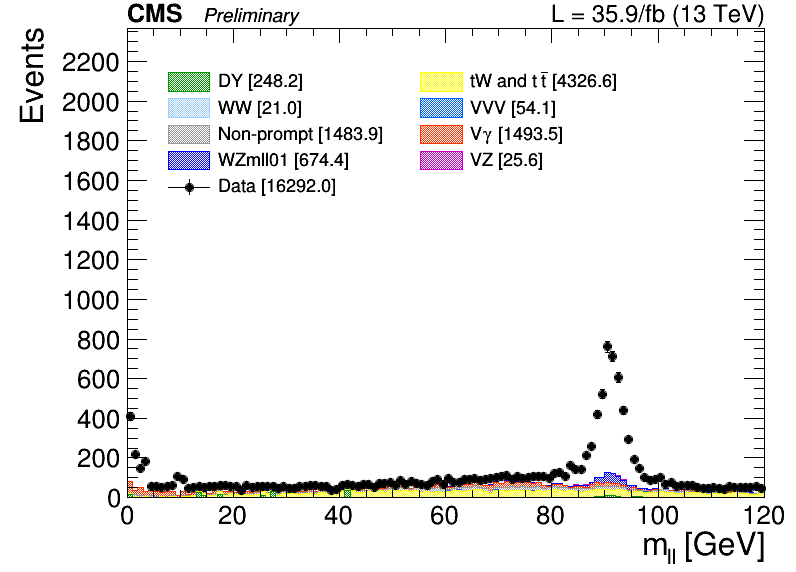 CMS Preliminary L = 35.9/fb (13 TeV)
Events
2200
2000
1800
1600
1400
1200
1000
800
600
400
200
0
DY [248.2] tW and t t̄ [4326.6]
WW [21.0] VVV [54.1]
Non-prompt [1483.9] Vγ [1493.5]
WZmll01 [674.4] VZ [25.6]
Data [16292.0]
0 20 40 60 80 100 120
m_ll [GeV]